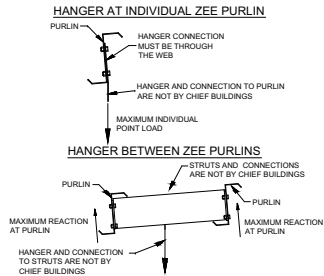 HANGER AT INDIVIDUAL ZEE PURLIN
PURLIN
HANGER CONNECTION
MUST BE THROUGH
THE WEB
HANGER AND CONNECTION TO PURLIN
ARE NOT BY CHIEF BUILDINGS
MAXIMUM INDIVIDUAL
POINT LOAD
HANGER BETWEEN ZEE PURLINS
STRUTS AND CONNECTIONS
ARE NOT BY CHIEF BUILDINGS
PURLIN
PURLIN
MAXIMUM REACTION
AT PURLIN
MAXIMUM REACTION
AT PURLIN
HANGER AND CONNECTION
TO STRUTS ARE NOT BY
CHIEF BUILDINGS